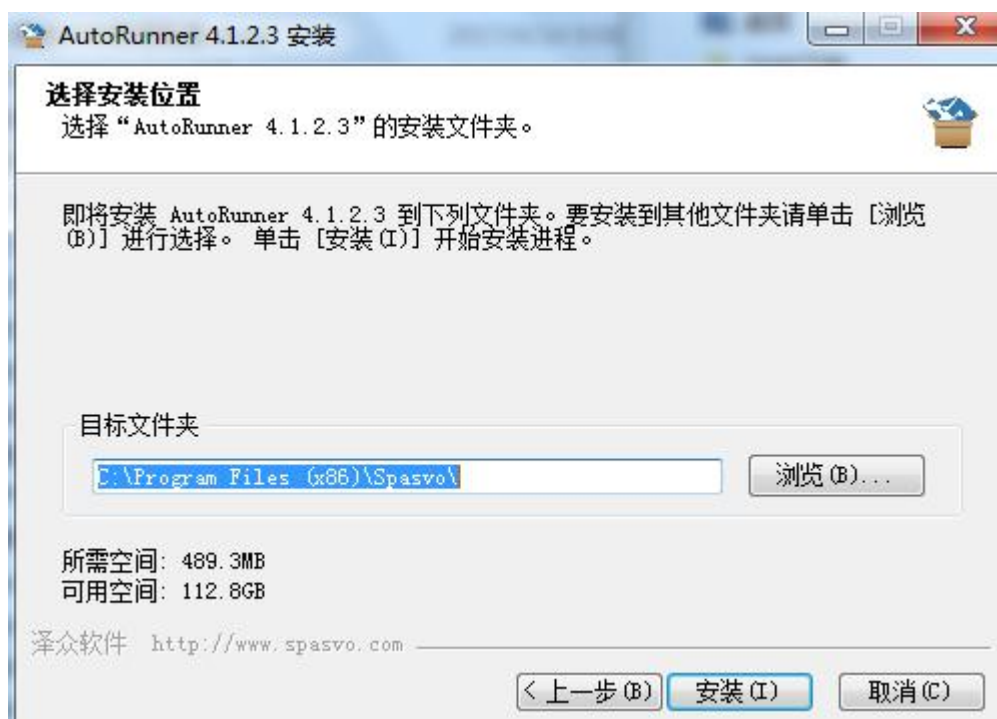 AutoRunner 4.1.2.3 安装
选择安装位置
选择“AutoRunner 4.1.2.3”的安装文件夹。
即将安装 AutoRunner 4.1.2.3 到下列文件夹。要安装到其他文件夹请单击 [浏览
(B)] 进行选择。 单击 [安装(I)] 开始安装进程。
目标文件夹
C:\Program Files (x86)\Spasvo\
浏览(B)...
所需空间: 489.3MB
可用空间: 112.8GB
泽众软件 http://www.spasvo.com
< 上一步(B)
安装(I)
取消(C)